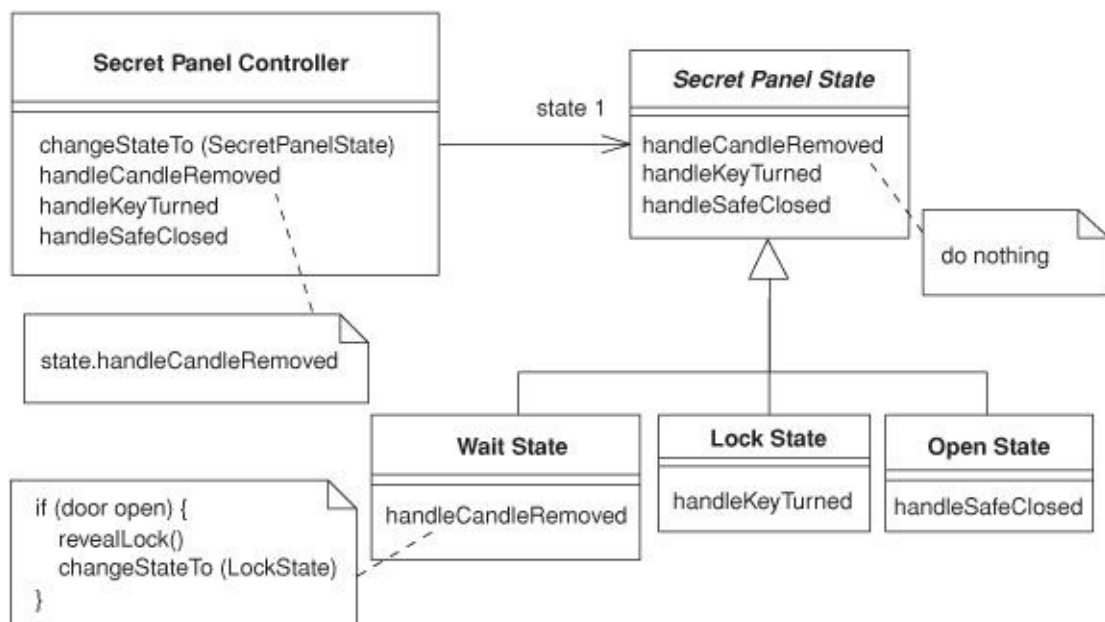 Secret Panel Controller
changeStateTo (SecretPanelState)
handleCandleRemoved
handleKeyTurned
handleSafeClosed
state.handleCandleRemoved
state 1
Secret Panel State
handleCandleRemoved
handleKeyTurned
handleSafeClosed
do nothing
Wait State
handleCandleRemoved
Lock State
handleKeyTurned
Open State
handleSafeClosed
if (door open) {
revealLock()
changeStateTo (LockState)
}